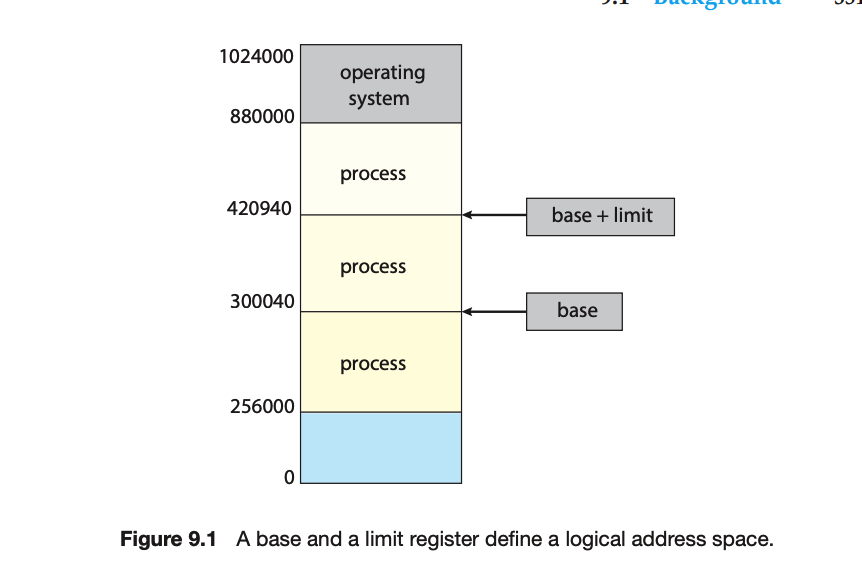 9.1 Background
1024000
operating
system
880000
process
420940
base + limit
process
300040
base
process
256000
0
Figure 9.1 A base and a limit register define a logical address space.